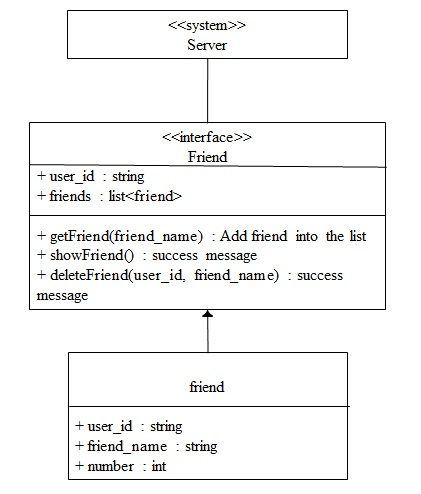 <<system>>
Server
<<interface>>
Friend
+ user_id : string
+ friends : list<friend>
+ getFriend(friend_name) : Add friend into the list
+ showFriend() : success message
+ deleteFriend(user_id, friend_name) : success
message
friend
+ user_id : string
+ friend_name : string
+ number : int